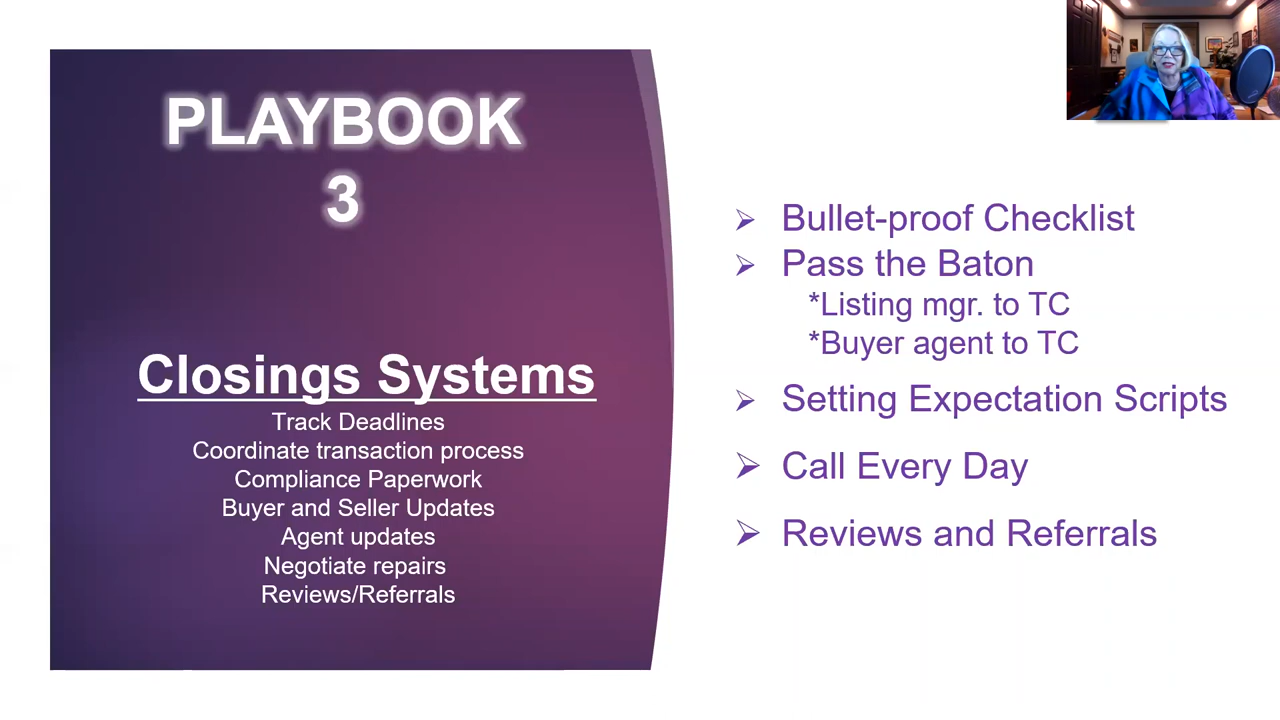 PLAYBOOK
3
Closings Systems
Track Deadlines
Coordinate transaction process
Compliance Paperwork
Buyer and Seller Updates
Agent updates
Negotiate repairs
Reviews/Referrals
Bullet-proof Checklist
Pass the Baton
*Listing mgr. to TC
*Buyer agent to TC
Setting Expectation Scripts
Call Every Day
Reviews and Referrals